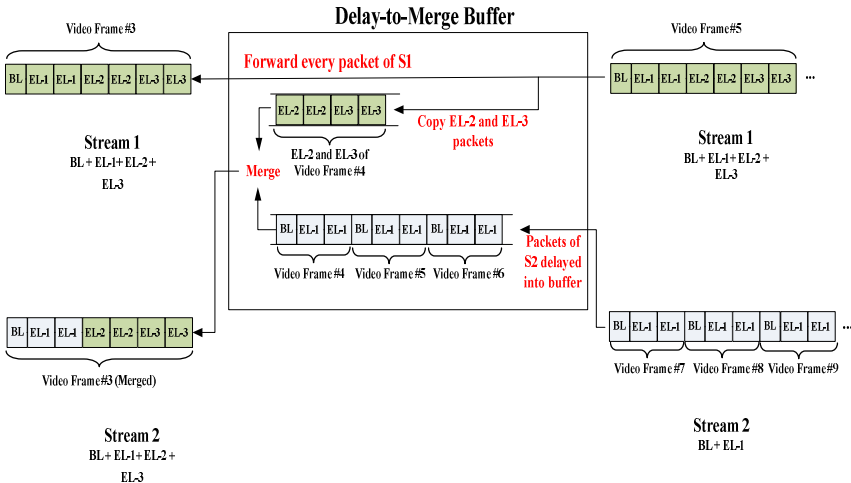 Delay-to-Merge Buffer
Video Frame #3
Video Frame#5
Forward every packet of S1
BL EL-1 EL-1 EL-2 EL-2 EL-3 EL-3
BL EL-1 EL-1 EL-2 EL-2 EL-3 EL-3 ...
EL-2 EL-2 EL-3 EL-3
Copy EL-2 and EL-3
packets
Stream 1
BL + EL-1+ EL-2 +
EL-3
EL-2 and EL-3 of
Video Frame #4
Stream 1
BL + EL-1 + EL-2 +
EL-3
Merge
BL EL-1 EL-1 BL EL-1 EL-1 BL EL-1 EL-1
Video Frame #4 Video Frame #5 Video Frame #6
Packets of
S2 delayed
into buffer
BL EL-1 EL-1 EL-2 EL-2 EL-3 EL-3
Video Frame #3 (Merged)
BL EL-1 EL-1 BL EL-1 EL-1 BL EL-1 EL-1 ...
Video Frame #7 Video Frame #8 Video Frame#9
Stream 2
BL + EL-1 + EL-2 +
EL-3
Stream 2
BL + EL-1